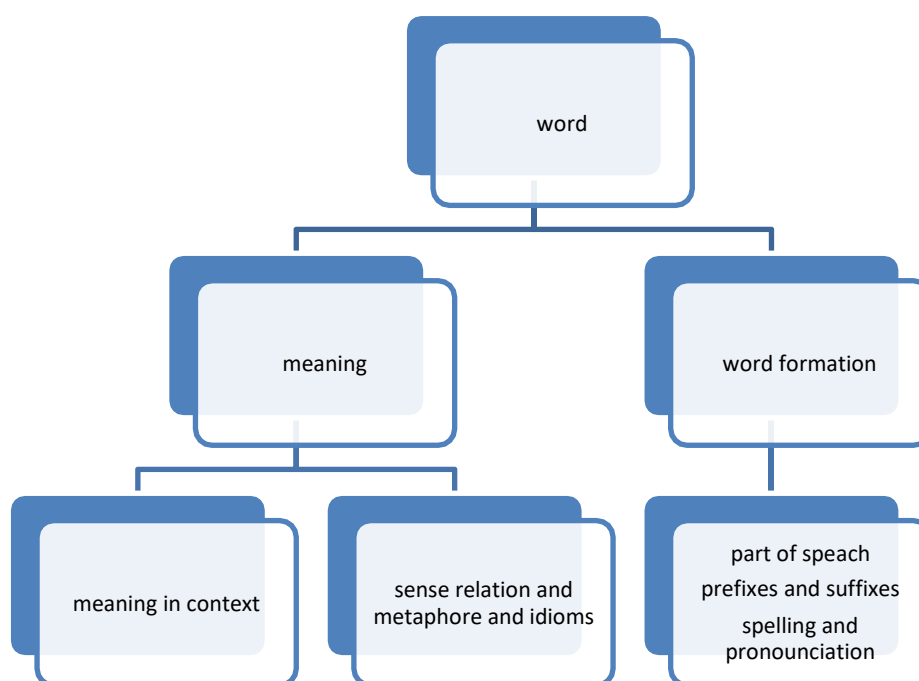 word
meaning
word formation
meaning in context
sense relation and
metaphore and idioms
part of speach
prefixes and suffixes
spelling and
pronounciation